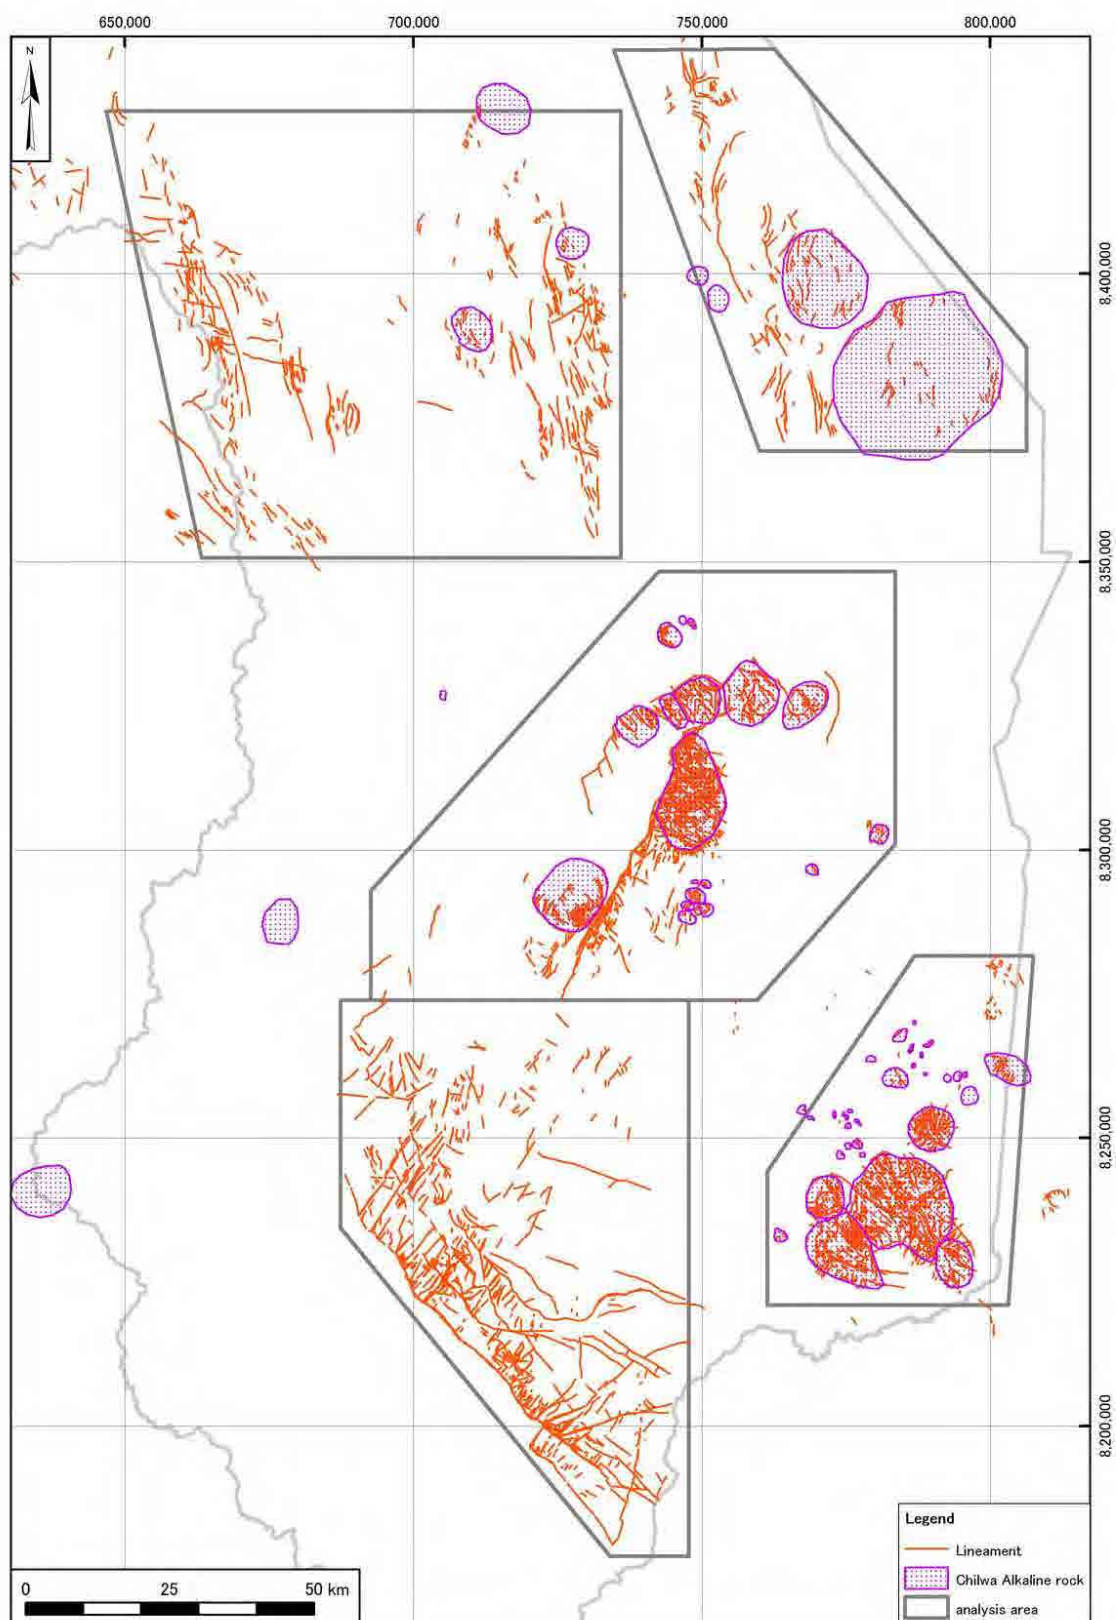 650,000 700,000 750,000 800,000
N
8,400,000
8,350,000
8,300,000
8,250,000
8,200,000
Legend
Lineament
Chilwa Alkaline rock
analysis area
0 25 50 km